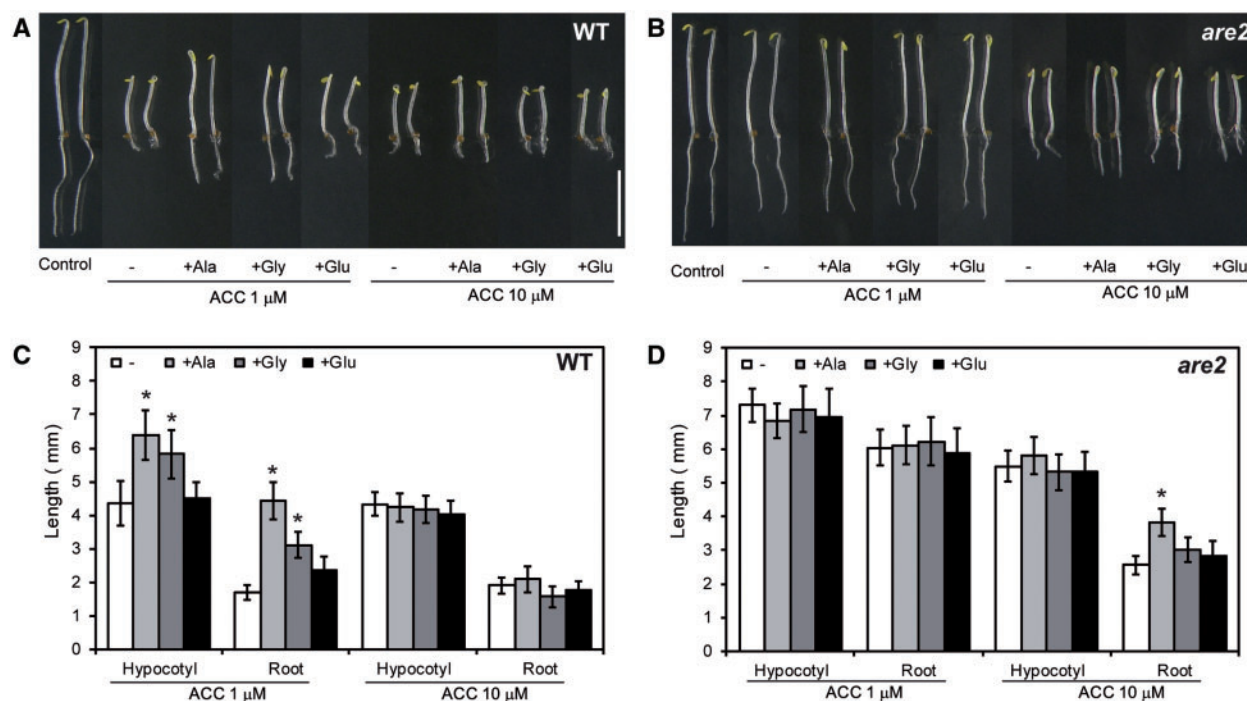 A WT
Control - +Ala +Gly +Glu - +Ala +Gly +Glu
ACC 1 μM ACC 10 μM
B are2
Control - +Ala +Gly +Glu - +Ala +Gly +Glu
ACC 1 μM ACC 10 μM
C WT
- +Ala +Gly +Glu
Length ( mm)
9
8
7
6
5
4
3
2
1
0
* * * *
Hypocotyl Root Hypocotyl Root
ACC 1 μM ACC 10 μM
D are2
- +Ala +Gly +Glu
Length ( mm)
9
8
7
6
5
4
3
2
1
0
*
Hypocotyl Root Hypocotyl Root
ACC 1 μM ACC 10 μM